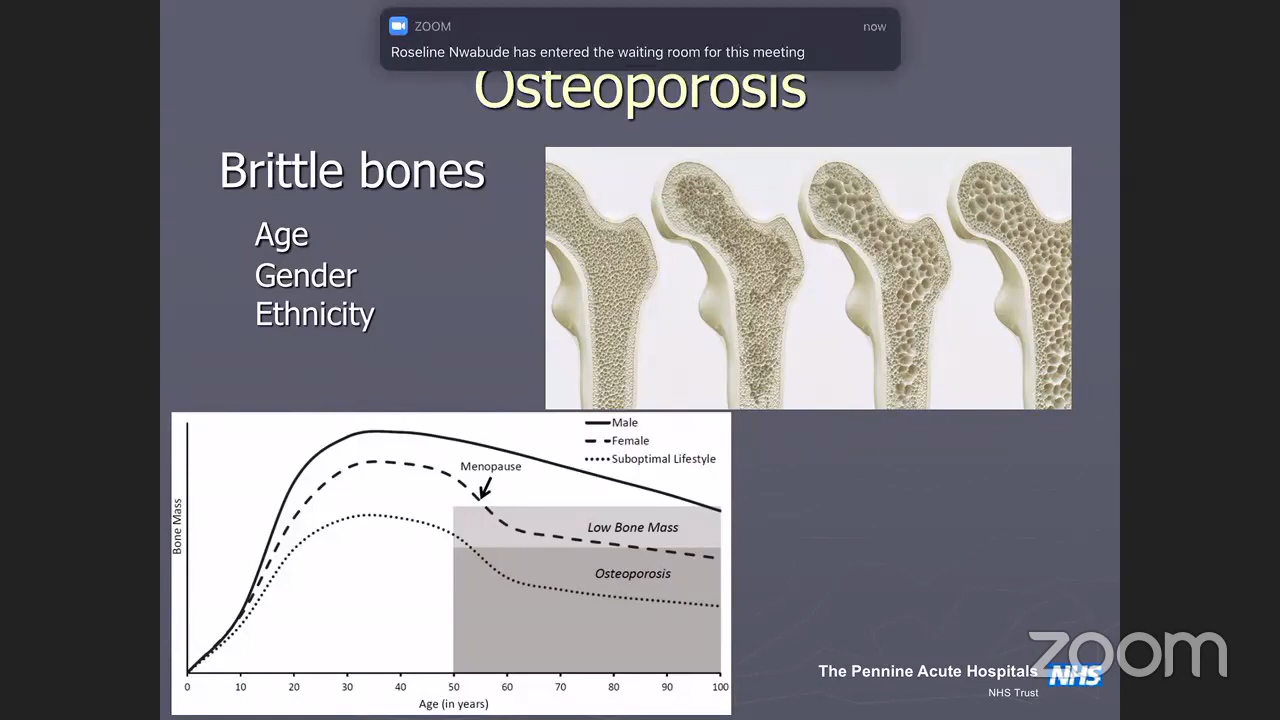 ZOOM
now
Roseline Nwabude has entered the waiting room for this meeting
Osteoporosis
Brittle bones
Age
Gender
Ethnicity
Male
Female
Suboptimal Lifestyle
Menopause
Low Bone Mass
Osteoporosis
Bone Mass
0 10 20 30 40 50 60 70 80 90 100
Age (in years)
The Pennine Acute Hospitals
NHS
NHS Trust
zoom